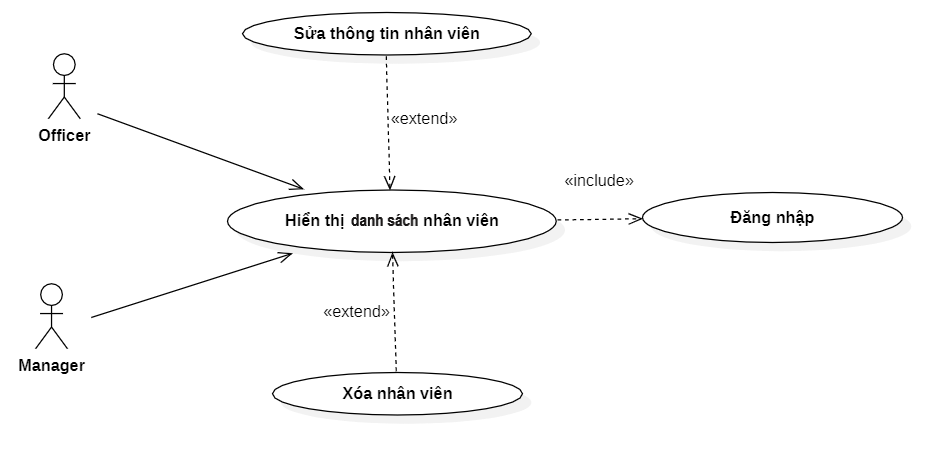 Sửa thông tin nhân viên
Officer
«extend»
«include»
Hiển thị danh sách nhân viên
Đăng nhập
«extend»
Manager
Xóa nhân viên